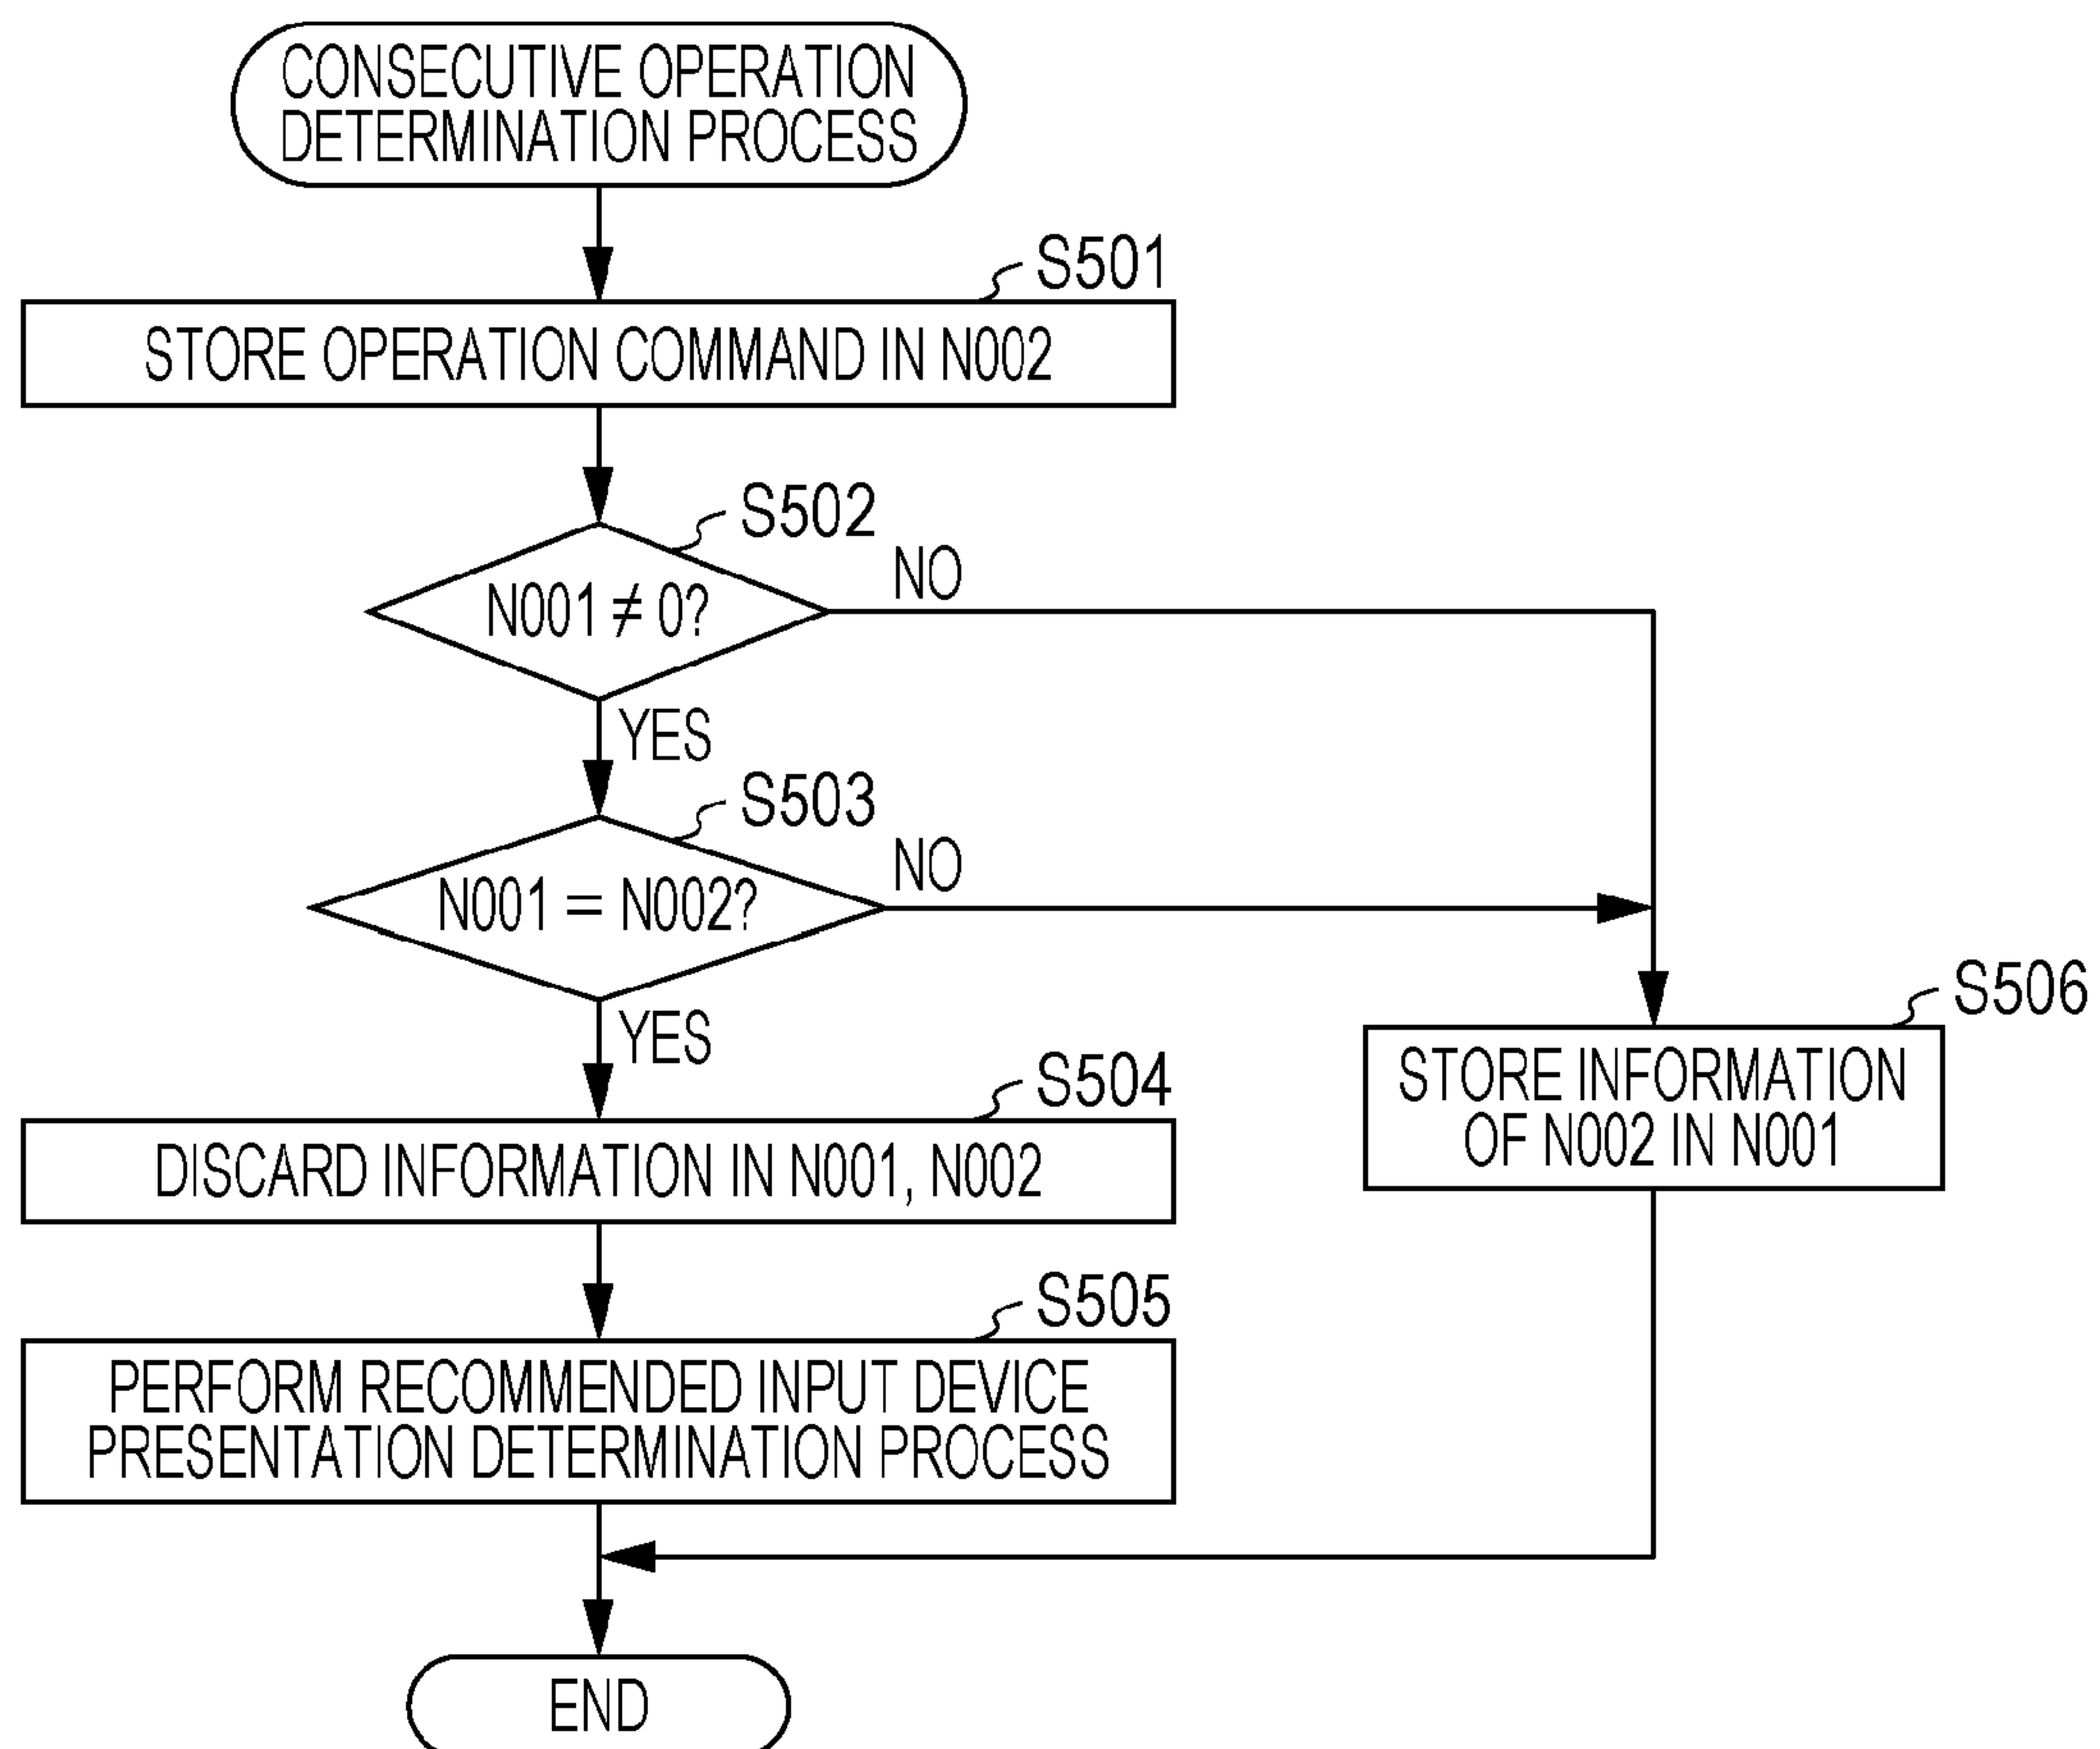 CONSECUTIVE OPERATION
DETERMINATION PROCESS
S501
STORE OPERATION COMMAND IN N002
S502
N001 ≠ 0?
NO
YES
S503
N001 = N002?
NO
YES
S504
DISCARD INFORMATION IN N001, N002
S506
STORE INFORMATION
OF N002 IN N001
S505
PERFORM RECOMMENDED INPUT DEVICE
PRESENTATION DETERMINATION PROCESS
END